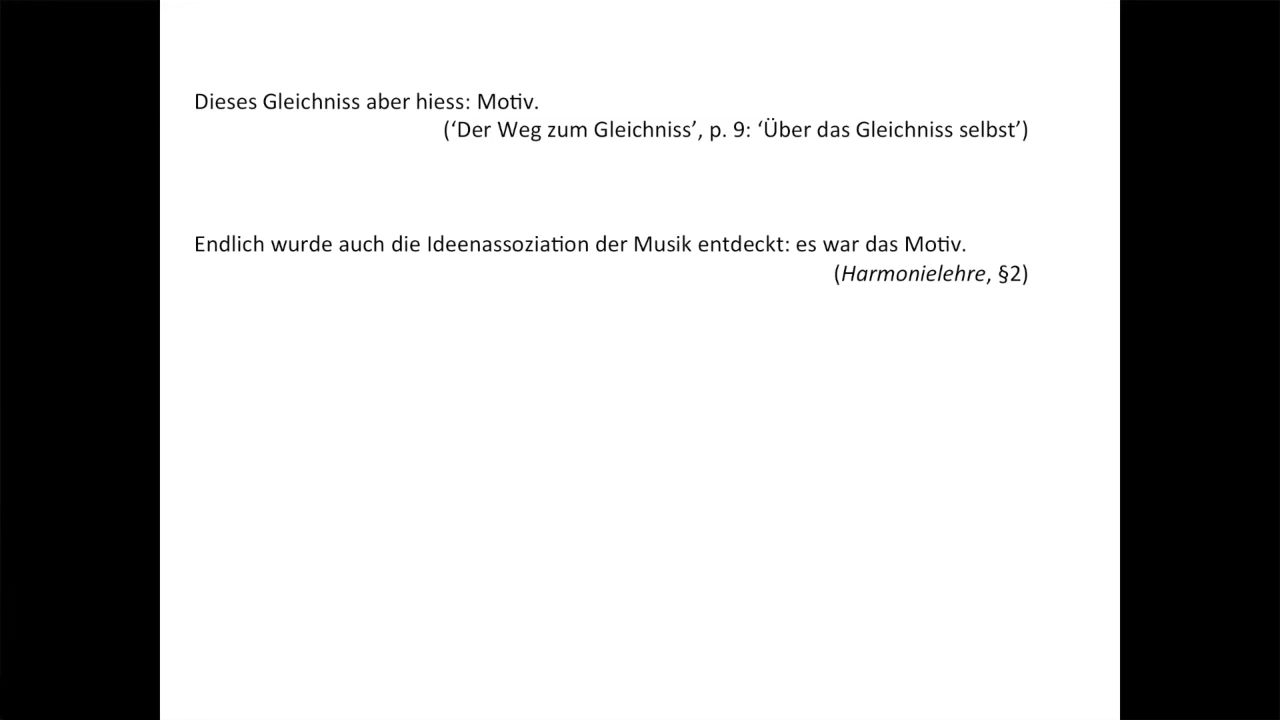 Dieses Gleichniss aber hiess: Motiv.
(‘Der Weg zum Gleichniss’, p. 9: ‘Über das Gleichniss selbst’)
Endlich wurde auch die Ideenassoziation der Musik entdeckt: es war das Motiv.
(Harmonielehre, §2)